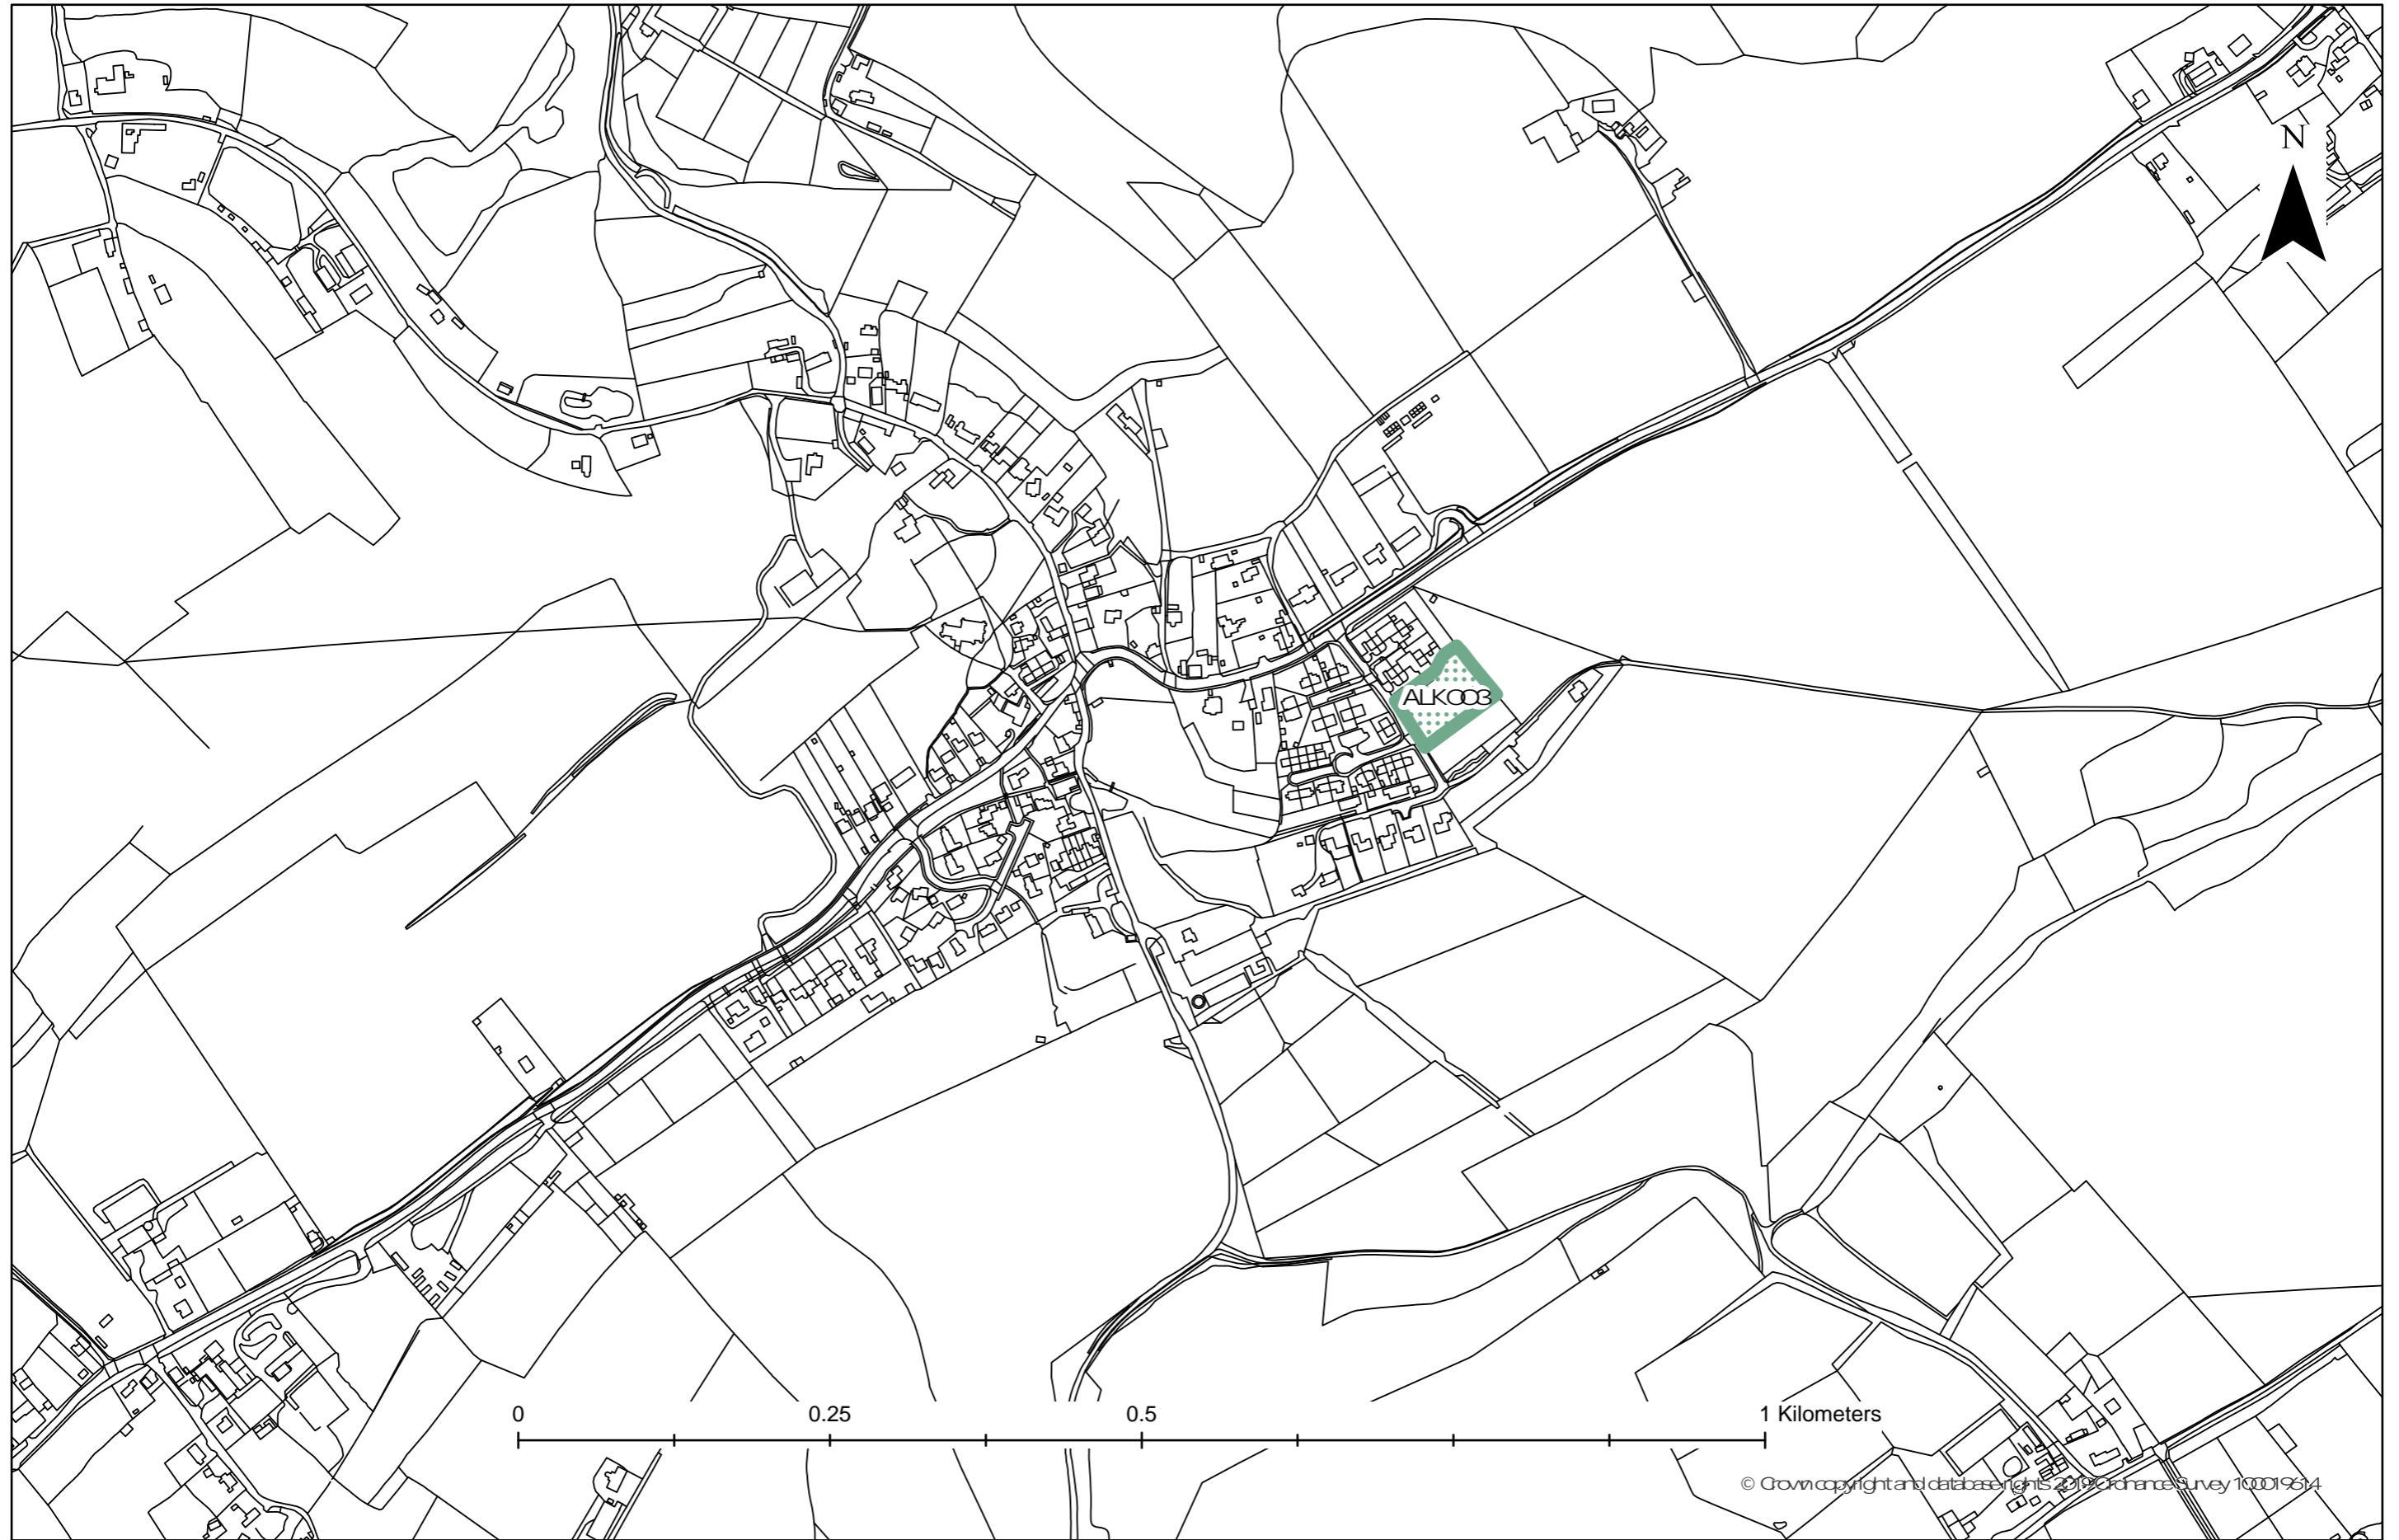 N
ALK003
0 0.25 0.5 1 Kilometers
© Crown copyright and database rights 2019 Ordnance Survey 100019614